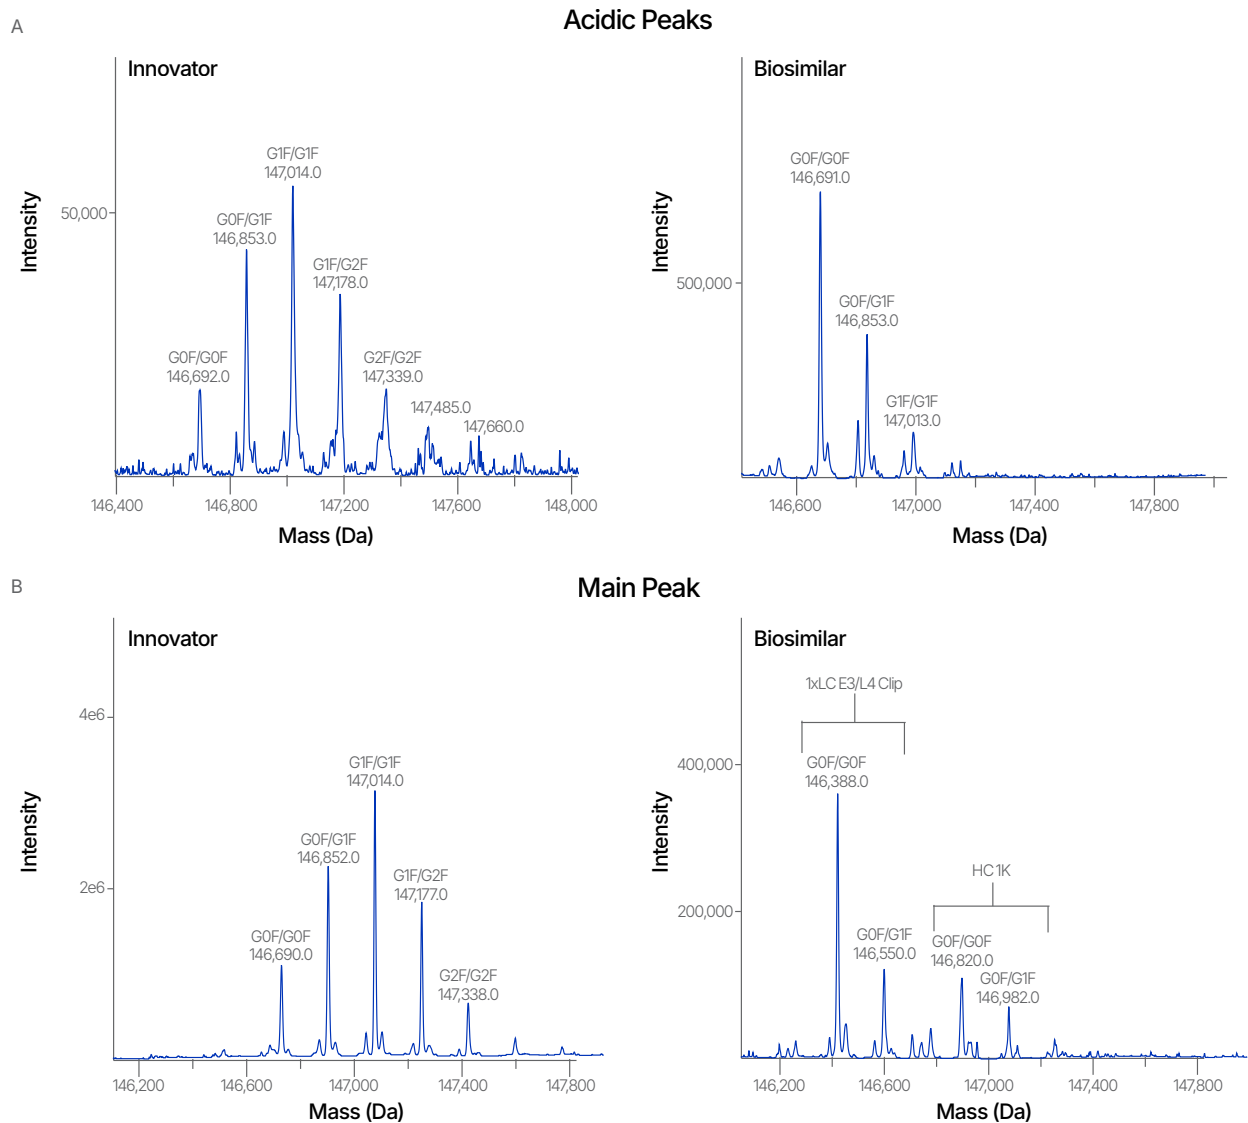 A
Acidic Peaks
Innovator
Intensity
50,000
G0F/G0F
146,692.0
G0F/G1F
146,853.0
G1F/G1F
147,014.0
G1F/G2F
147,178.0
G2F/G2F
147,339.0
147,485.0
147,660.0
146,400
146,800
147,200
147,600
148,000
Mass (Da)
Biosimilar
Intensity
500,000
G0F/G0F
146,691.0
G0F/G1F
146,853.0
G1F/G1F
147,013.0
146,600
147,000
147,400
147,800
Mass (Da)
B
Main Peak
Innovator
Intensity
4e6
2e6
G0F/G0F
146,690.0
G0F/G1F
146,852.0
G1F/G1F
147,014.0
G1F/G2F
147,177.0
G2F/G2F
147,338.0
146,200
146,600
147,000
147,400
147,800
Mass (Da)
Biosimilar
Intensity
400,000
200,000
1xLC E3/L4 Clip
G0F/G0F
146,388.0
G0F/G1F
146,550.0
HC 1K
G0F/G0F
146,820.0
G0F/G1F
146,982.0
146,200
146,600
147,000
147,400
147,800
Mass (Da)